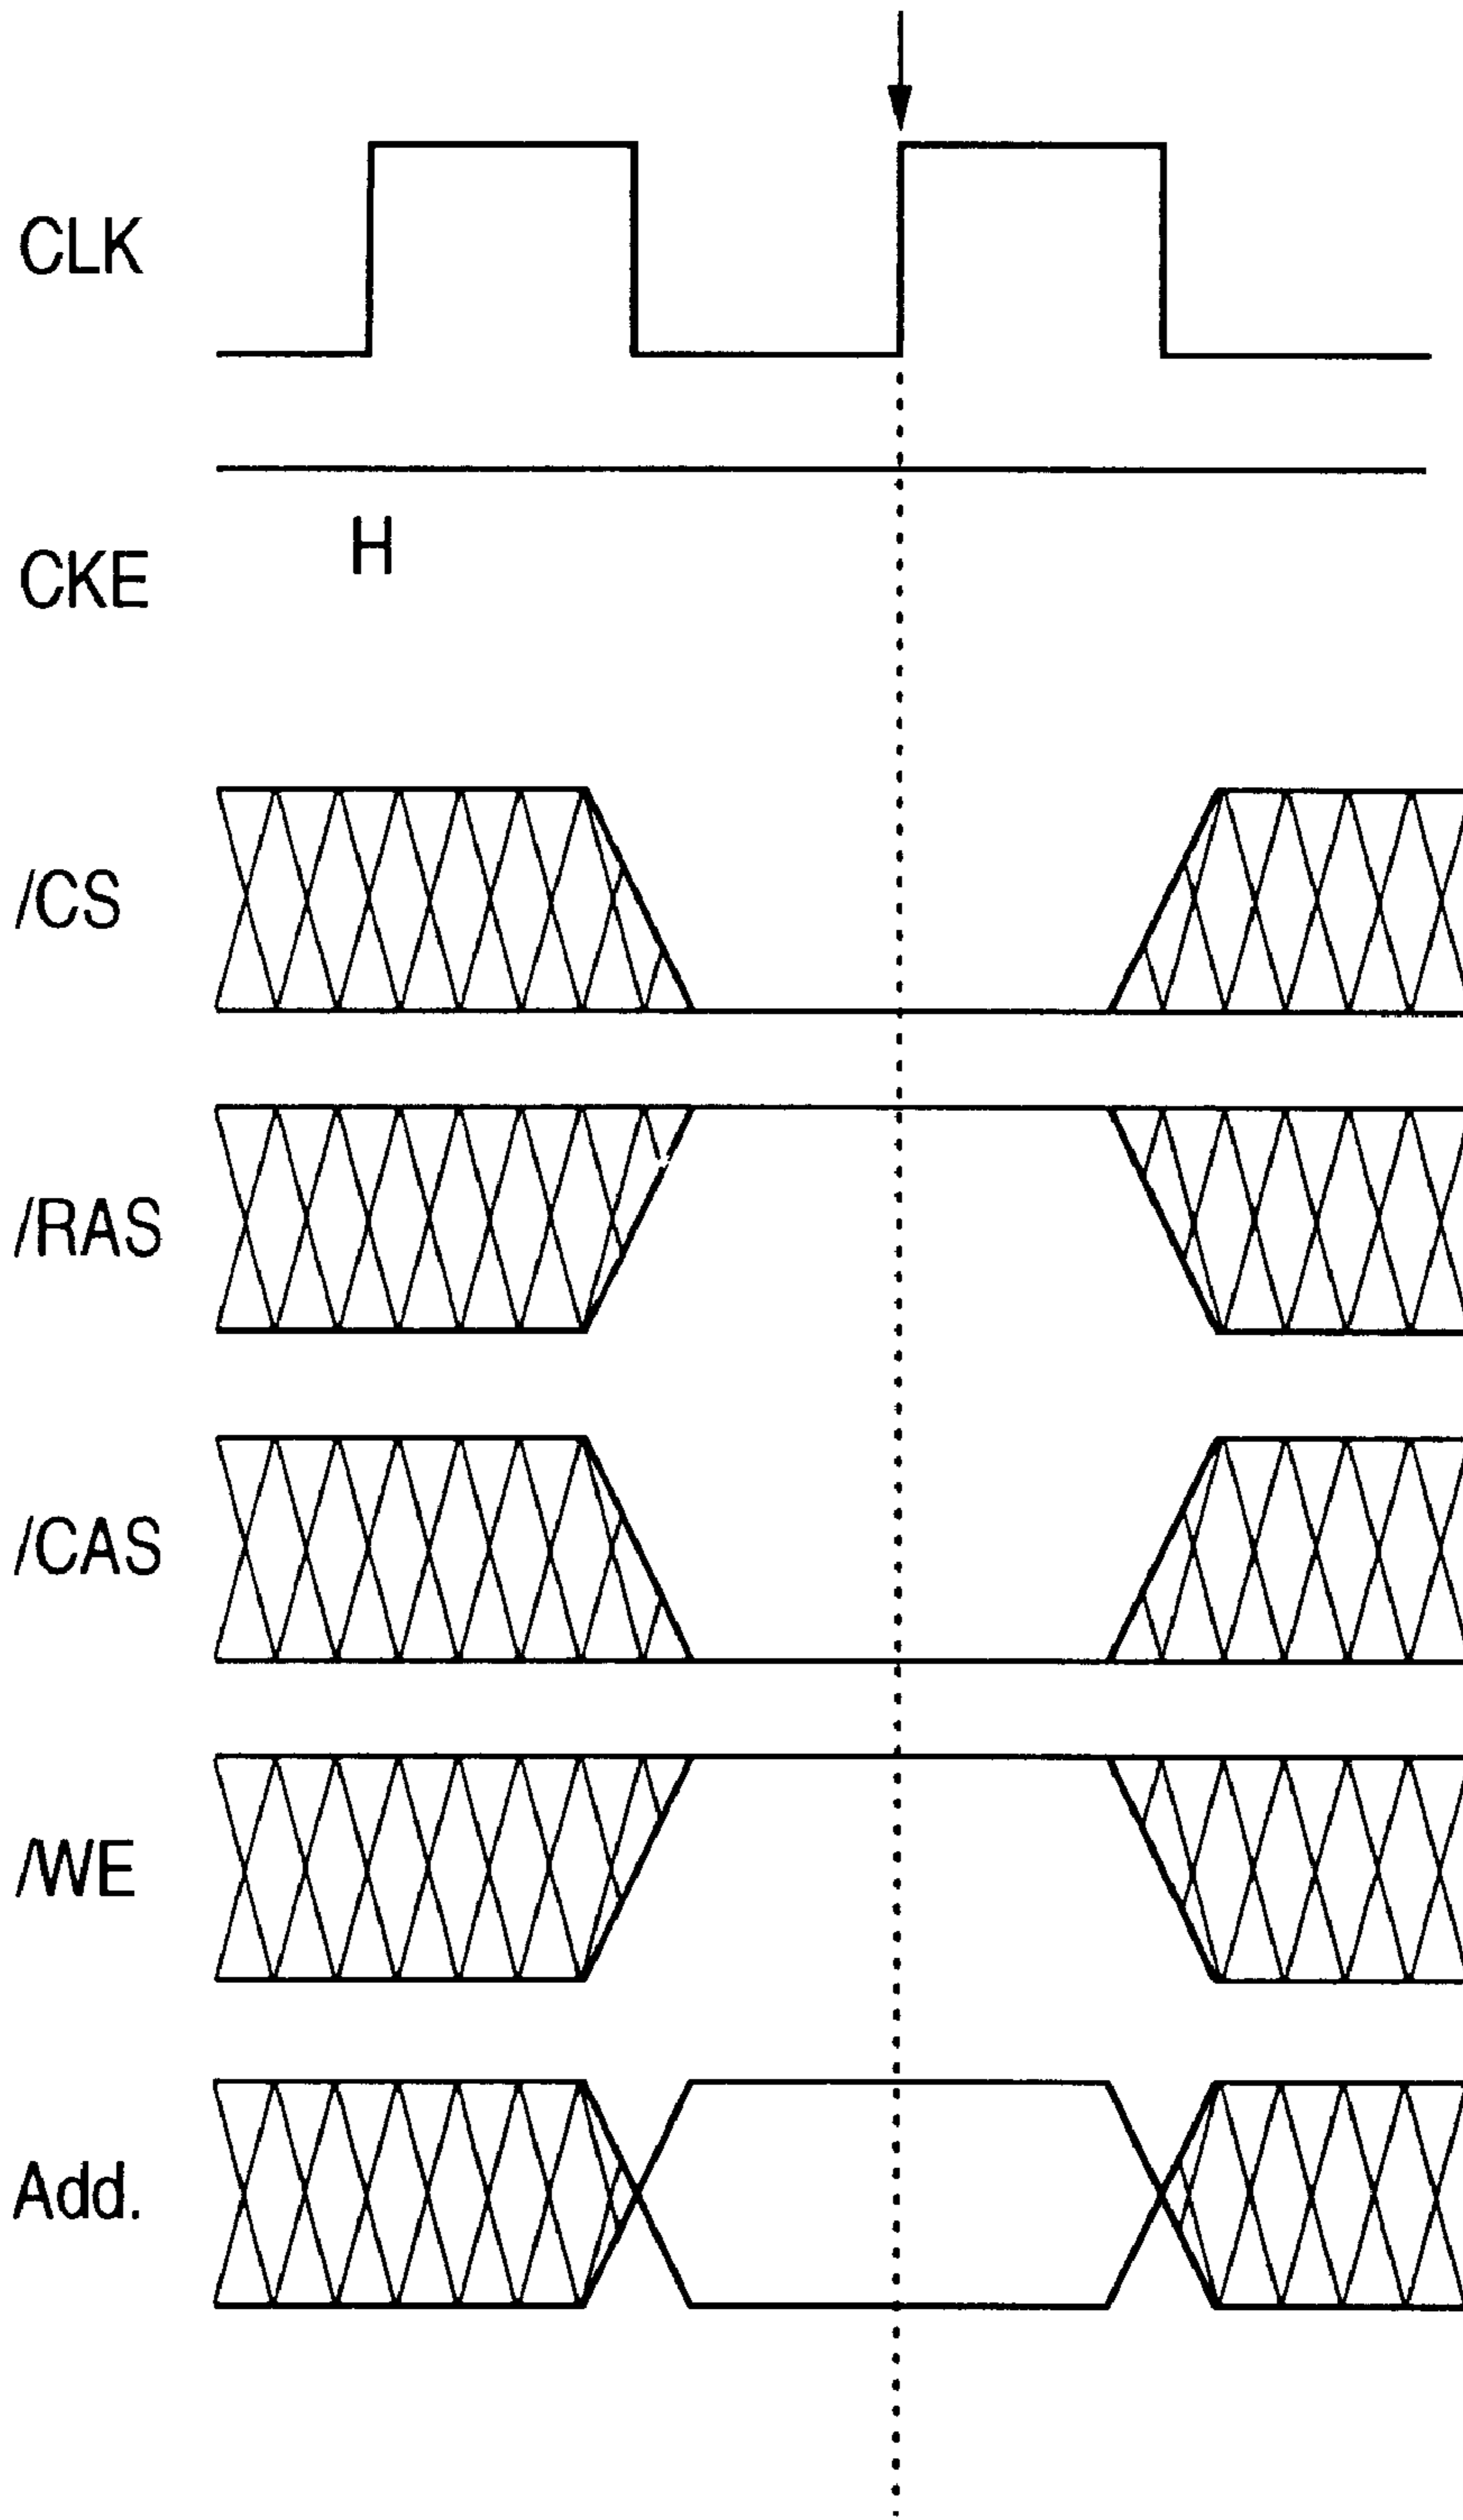 CLK
H
CKE
/CS
/RAS
/CAS
/WE
Add.